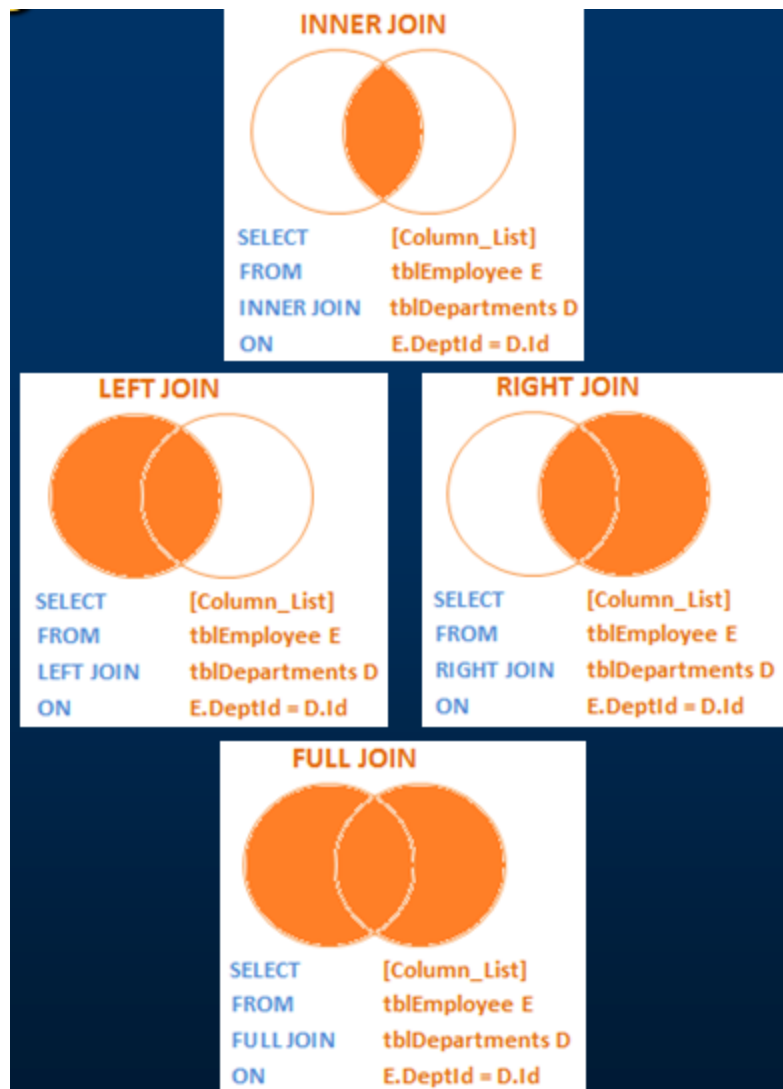 INNER JOIN
SELECT [Column_List]
FROM tblEmployee E
INNER JOIN tblDepartments D
ON E.DeptId = D.Id
LEFT JOIN
SELECT [Column_List]
FROM tblEmployee E
LEFT JOIN tblDepartments D
ON E.DeptId = D.Id
RIGHT JOIN
SELECT [Column_List]
FROM tblEmployee E
RIGHT JOIN tblDepartments D
ON E.DeptId = D.Id
FULL JOIN
SELECT [Column_List]
FROM tblEmployee E
FULL JOIN tblDepartments D
ON E.DeptId = D.Id